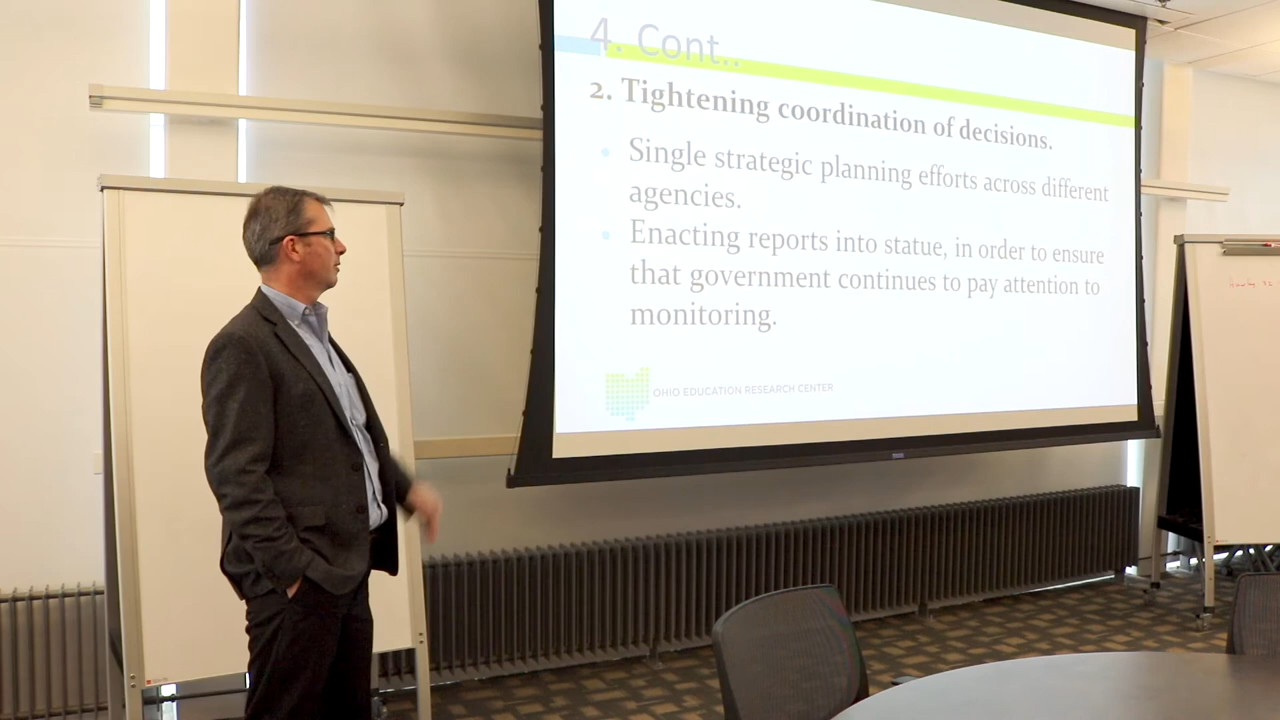 4. Cont..
2. Tightening coordination of decisions.
Single strategic planning efforts across different
agencies.
Enacting reports into statue, in order to ensure
that government continues to pay attention to
monitoring.
OHIO EDUCATION RESEARCH CENTER